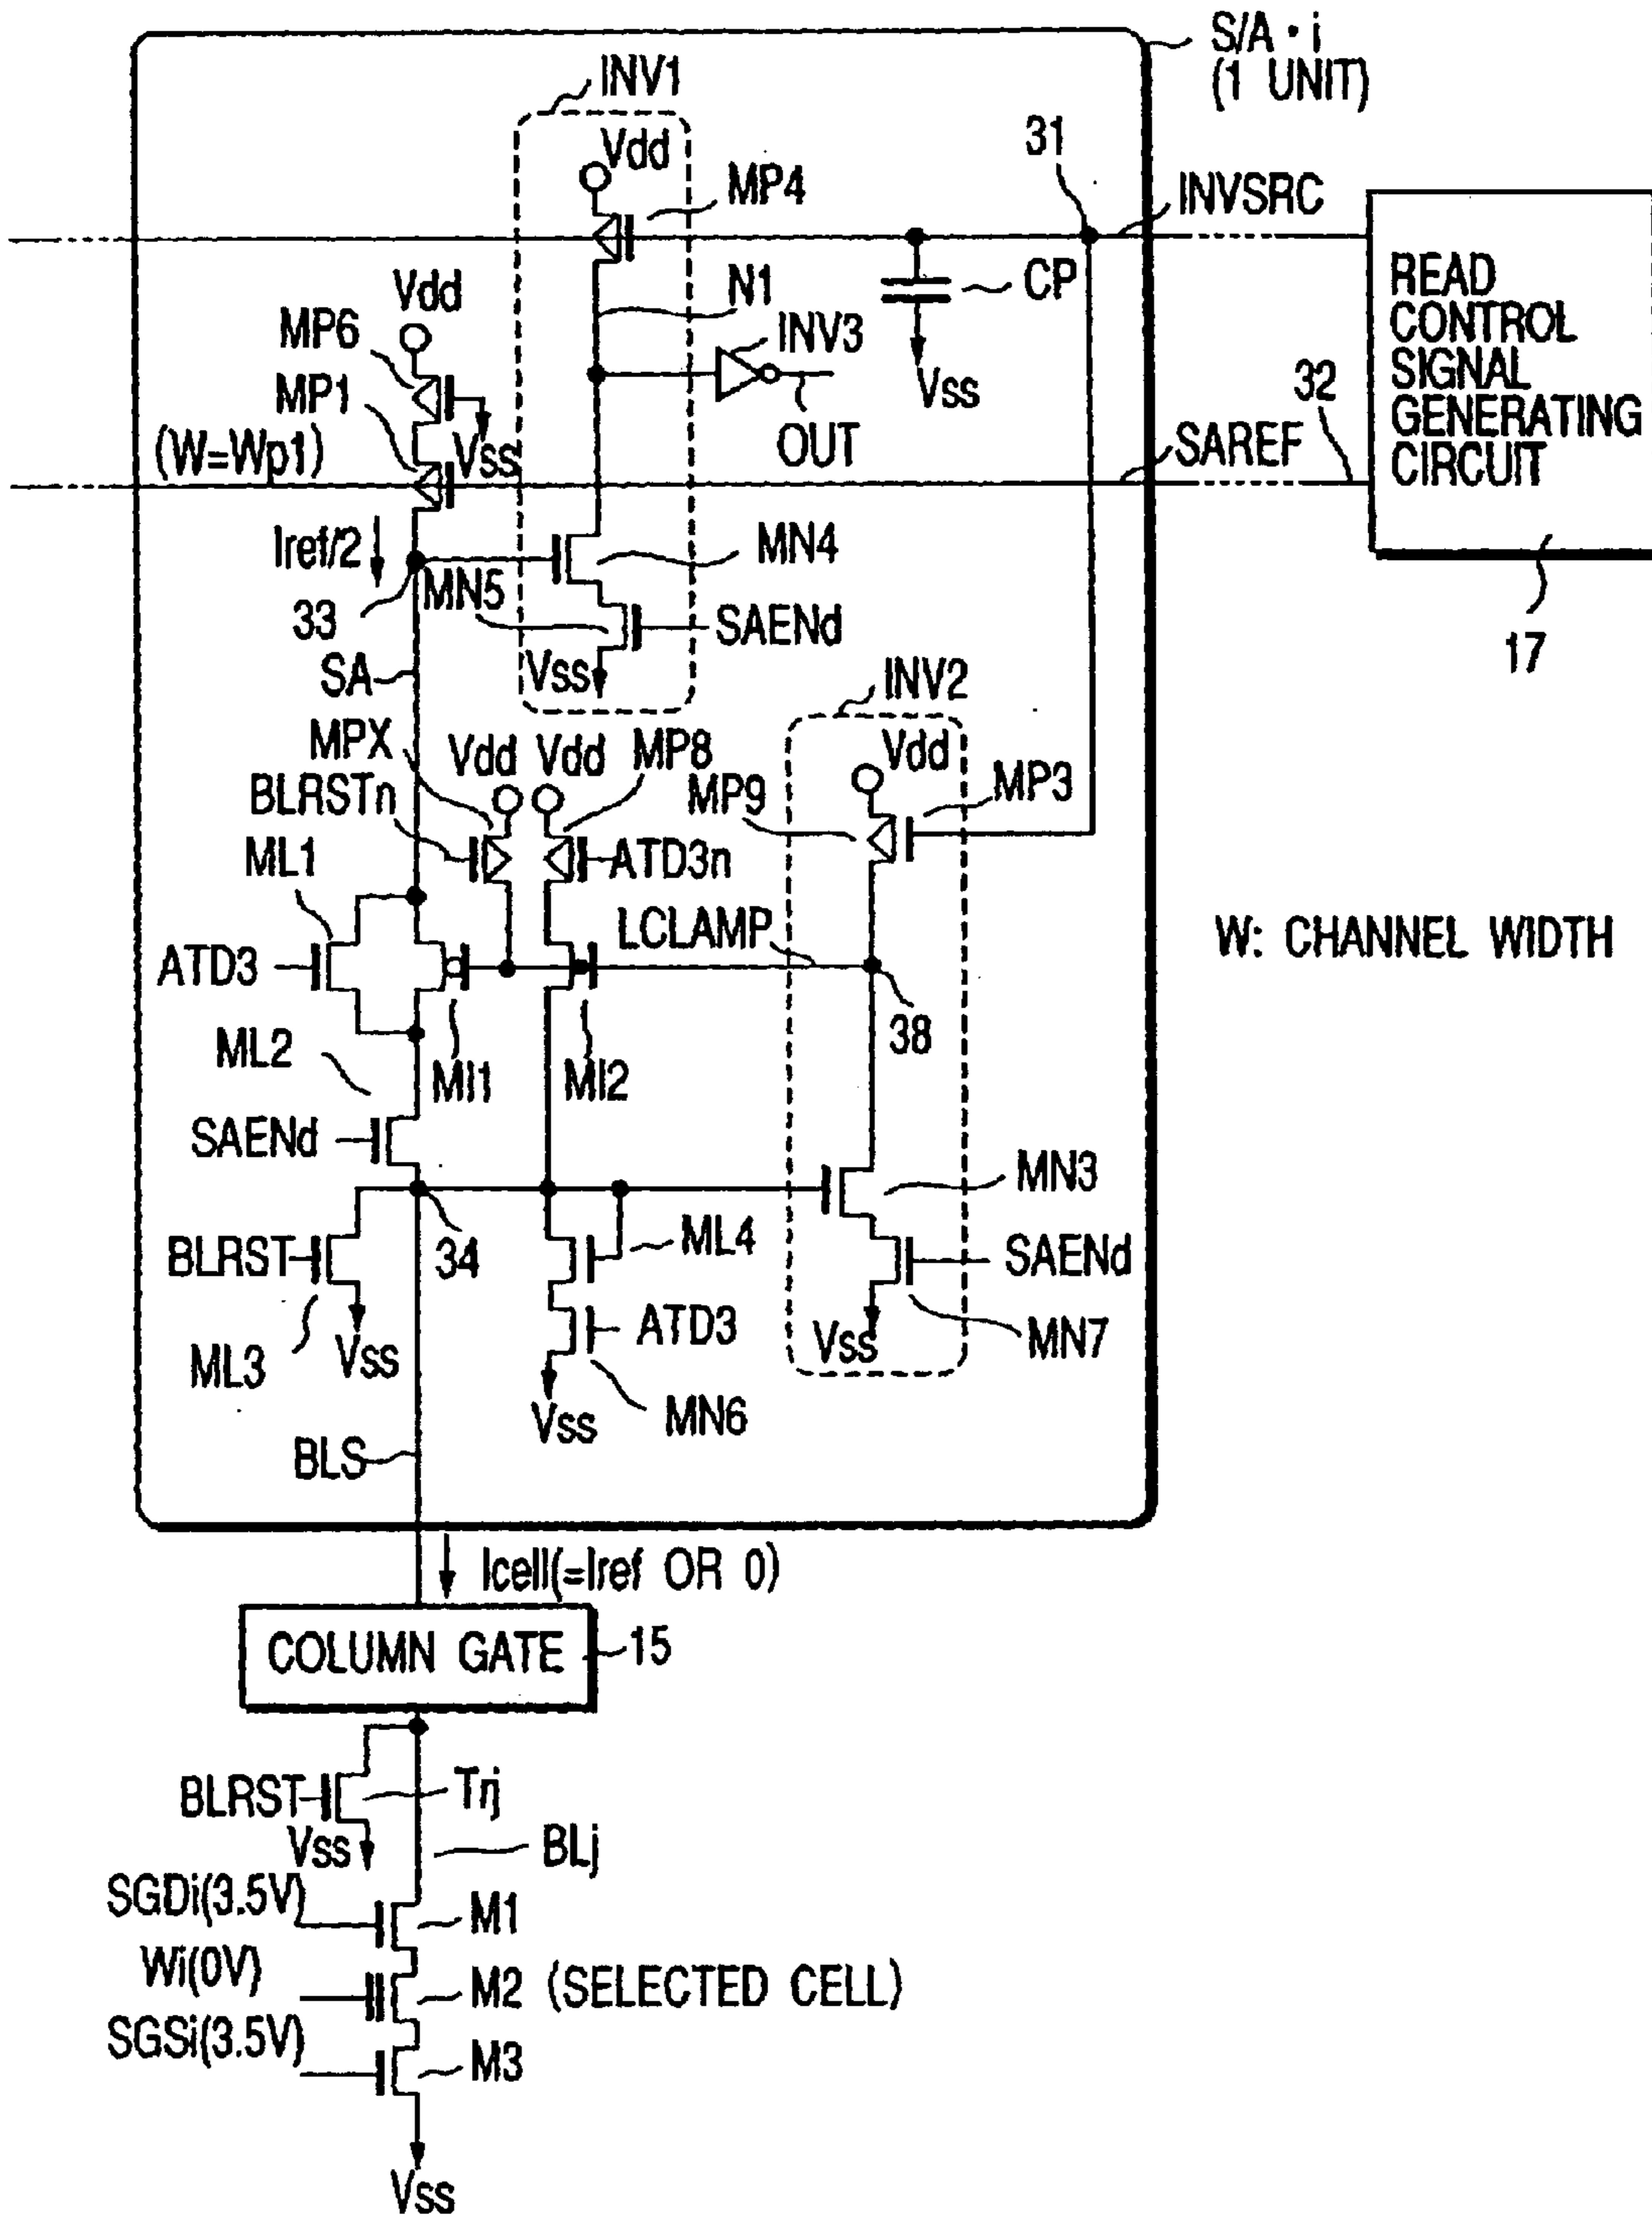 S/A • i
(1 UNIT)
INV1
Vdd
MP4
31
INVSRC
READ
CONTROL
SIGNAL
GENERATING
CIRCUIT
17
N1
INV3
OUT
CP
Vss
Vdd
MP6
MP1
(W=Wp1)
Vss
SAREF
32
Iref/2
33
MN4
MN5
SAENd
Vss
SA
INV2
MPX
Vdd
Vdd
MP8
Vdd
MP9
MP3
BLRSTn
ML1
ATD3n
LCLAMP
ATD3
W: CHANNEL WIDTH
38
ML2
MI1
MI2
SAENd
MN3
34
ML4
BLRST
SAENd
ATD3
ML3
Vss
Vss
MN7
MN6
Vss
BLS
Icell(=Iref OR 0)
COLUMN GATE
15
BLRST
Trj
Vss
BLj
SGDi(3.5V)
M1
Wi(0V)
M2 (SELECTED CELL)
SGSi(3.5V)
M3
Vss